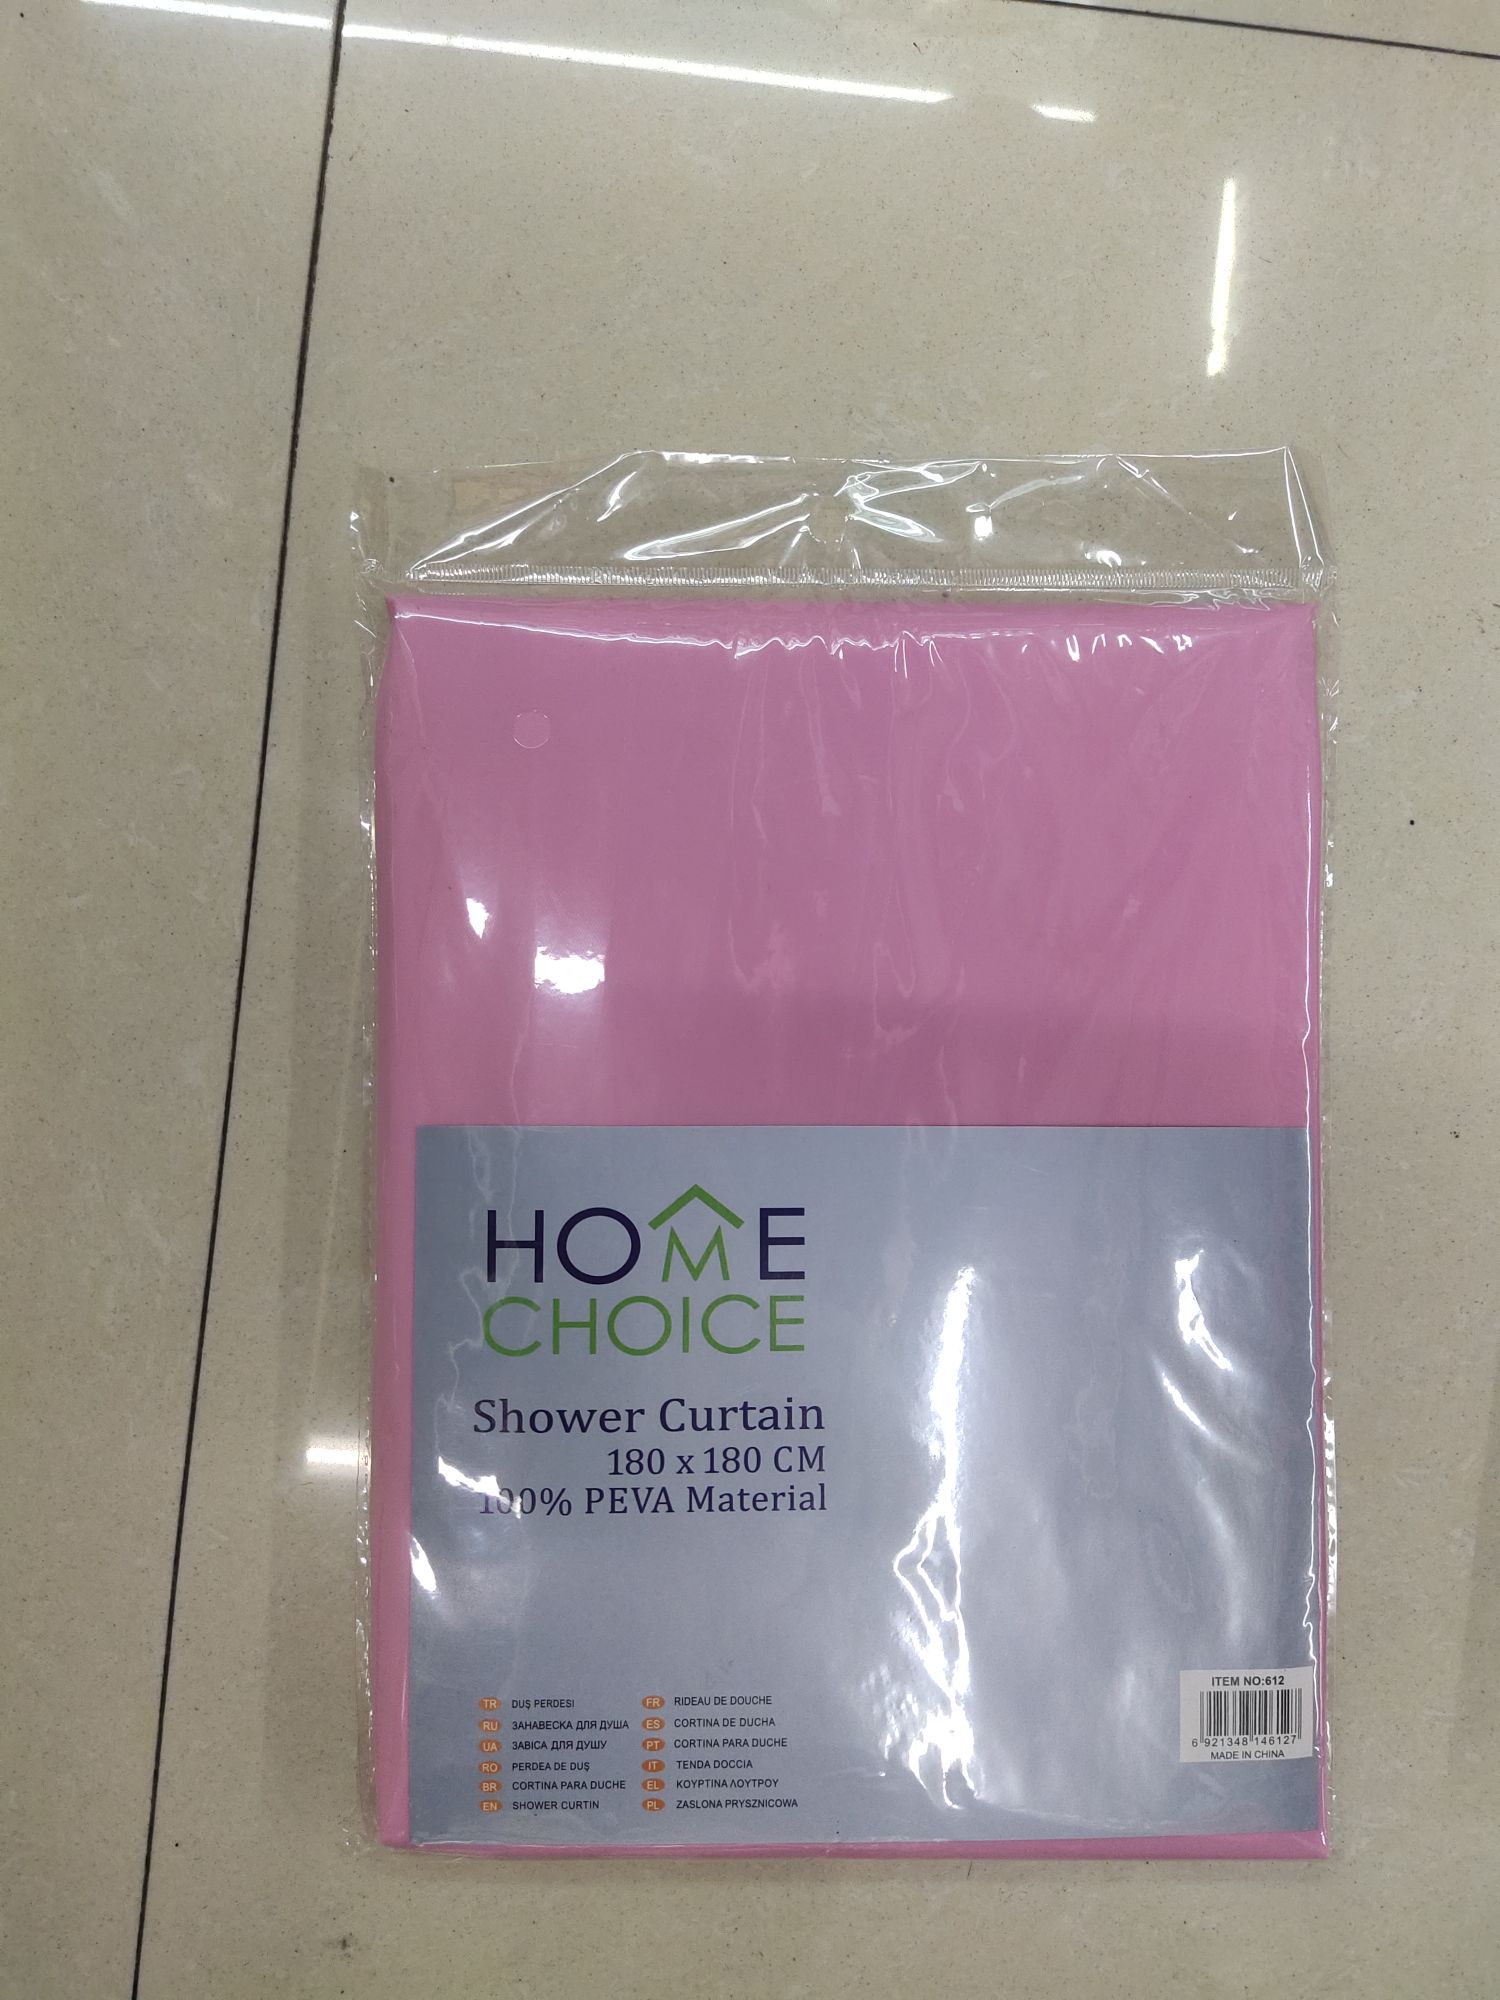 HOME
CHOICE
Shower Curtain
180 x 180 CM
100% PEVA Material
TR DUŞ PERDESI
RU ЗАНАВЕСКА ДЛЯ ДУША
UA ЗАВІСА ДЛЯ ДУШУ
RO PERDEA DE DUŞ
BR CORTINA PARA DUCHE
EN SHOWER CURTIN
FR RIDEAU DE DOUCHE
ES CORTINA DE DUCHA
PT CORTINA PARA DUCHE
IT TENDA DOCCIA
EL ΚΟΥΡΤΙΝΑ ΛΟΥΤΡΟΥ
PL ZASLONA PRYSZNICOWA
ITEM NO:612
6 921348 146127
MADE IN CHINA